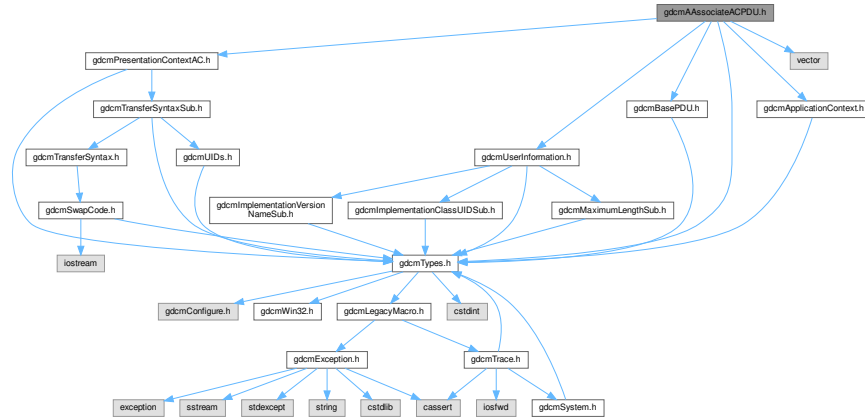 gdcmAAssociateACPDU.h
gdcmPresentationContextAC.h
vector
gdcmTransferSyntaxSub.h
gdcmBasePDU.h
gdcmApplicationContext.h
gdcmTransferSyntax.h
gdcmUIDs.h
gdcmUserInformation.h
gdcmSwapCode.h
gdcmImplementationVersion
NameSub.h
gdcmImplementationClassUIDSub.h
gdcmMaximumLengthSub.h
iostream
gdcmTypes.h
gdcmConfigure.h
gdcmWin32.h
gdcmLegacyMacro.h
cstdint
gdcmException.h
gdcmTrace.h
exception
sstream
stdexcept
string
cstdlib
cassert
iosfwd
gdcmSystem.h